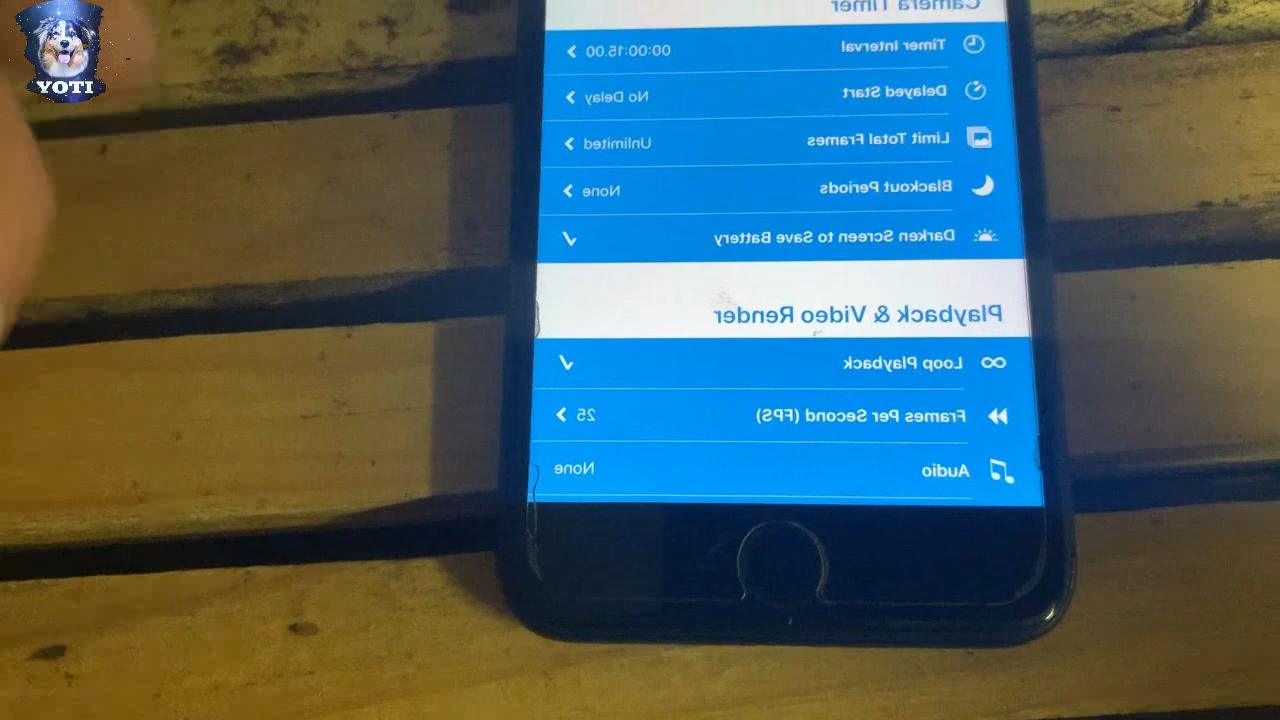 YOTI
Camera Timer
Timer Interval 00:00:15.00
Delayed Start No Delay
Limit Total Frames Unlimited
Blackout Periods None
Darken Screen to Save Battery
Playback & Video Render
Loop Playback
Frames Per Second (FPS) 25
Audio None